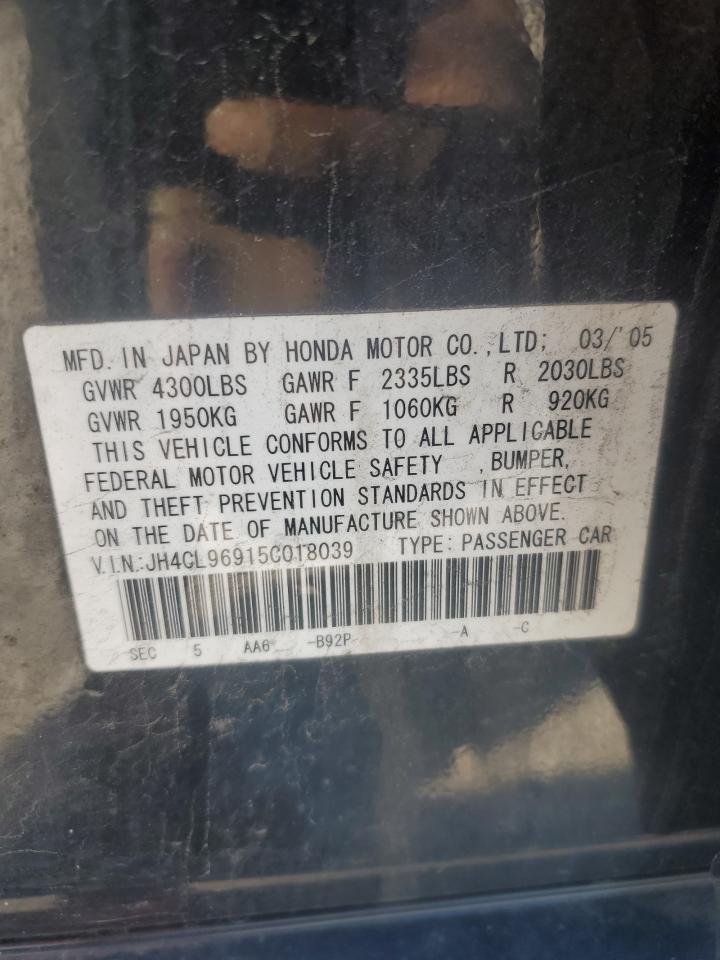 MFD. IN JAPAN BY HONDA MOTOR CO., LTD; 03/'05
GVWR 4300LBS GAWR F 2335LBS R 2030LBS
GVWR 1950KG GAWR F 1060KG R 920KG
THIS VEHICLE CONFORMS TO ALL APPLICABLE
FEDERAL MOTOR VEHICLE SAFETY , BUMPER,
AND THEFT PREVENTION STANDARDS IN EFFECT
ON THE DATE OF MANUFACTURE SHOWN ABOVE.
V.I.N.:JH4CL96915C018039 TYPE: PASSENGER CAR
SEC 5 AA6 -B92P -A -C